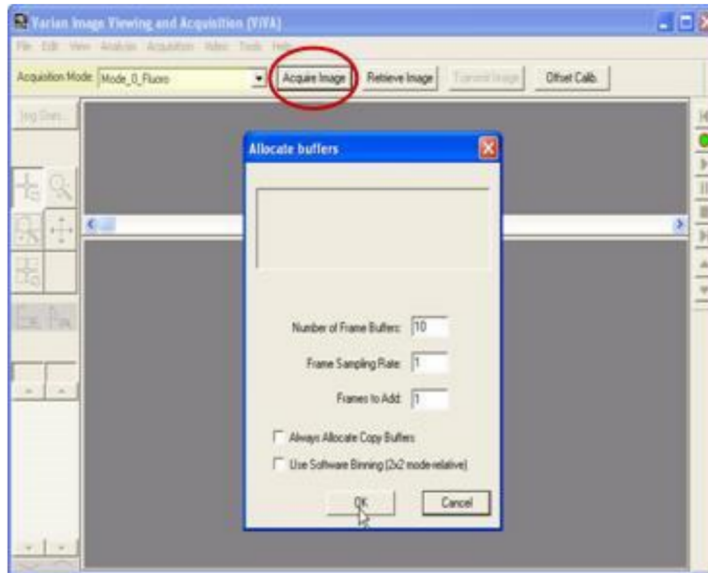 Varian Image Viewing and Acquisition (ViVA)
File Edit View Analysis Acquisition Video Tools Help
Acquisition Mode: Mode_0_Fluoro Acquire Image Retrieve Image Transmit Image Offset Calib.
Allocate buffers
Number of Frame Buffers: 10
Frame Sampling Rate: 1
Frames to Add: 1
Always Allocate Copy Buffers
Use Software Binning (2x2 mode-relative)
OK Cancel